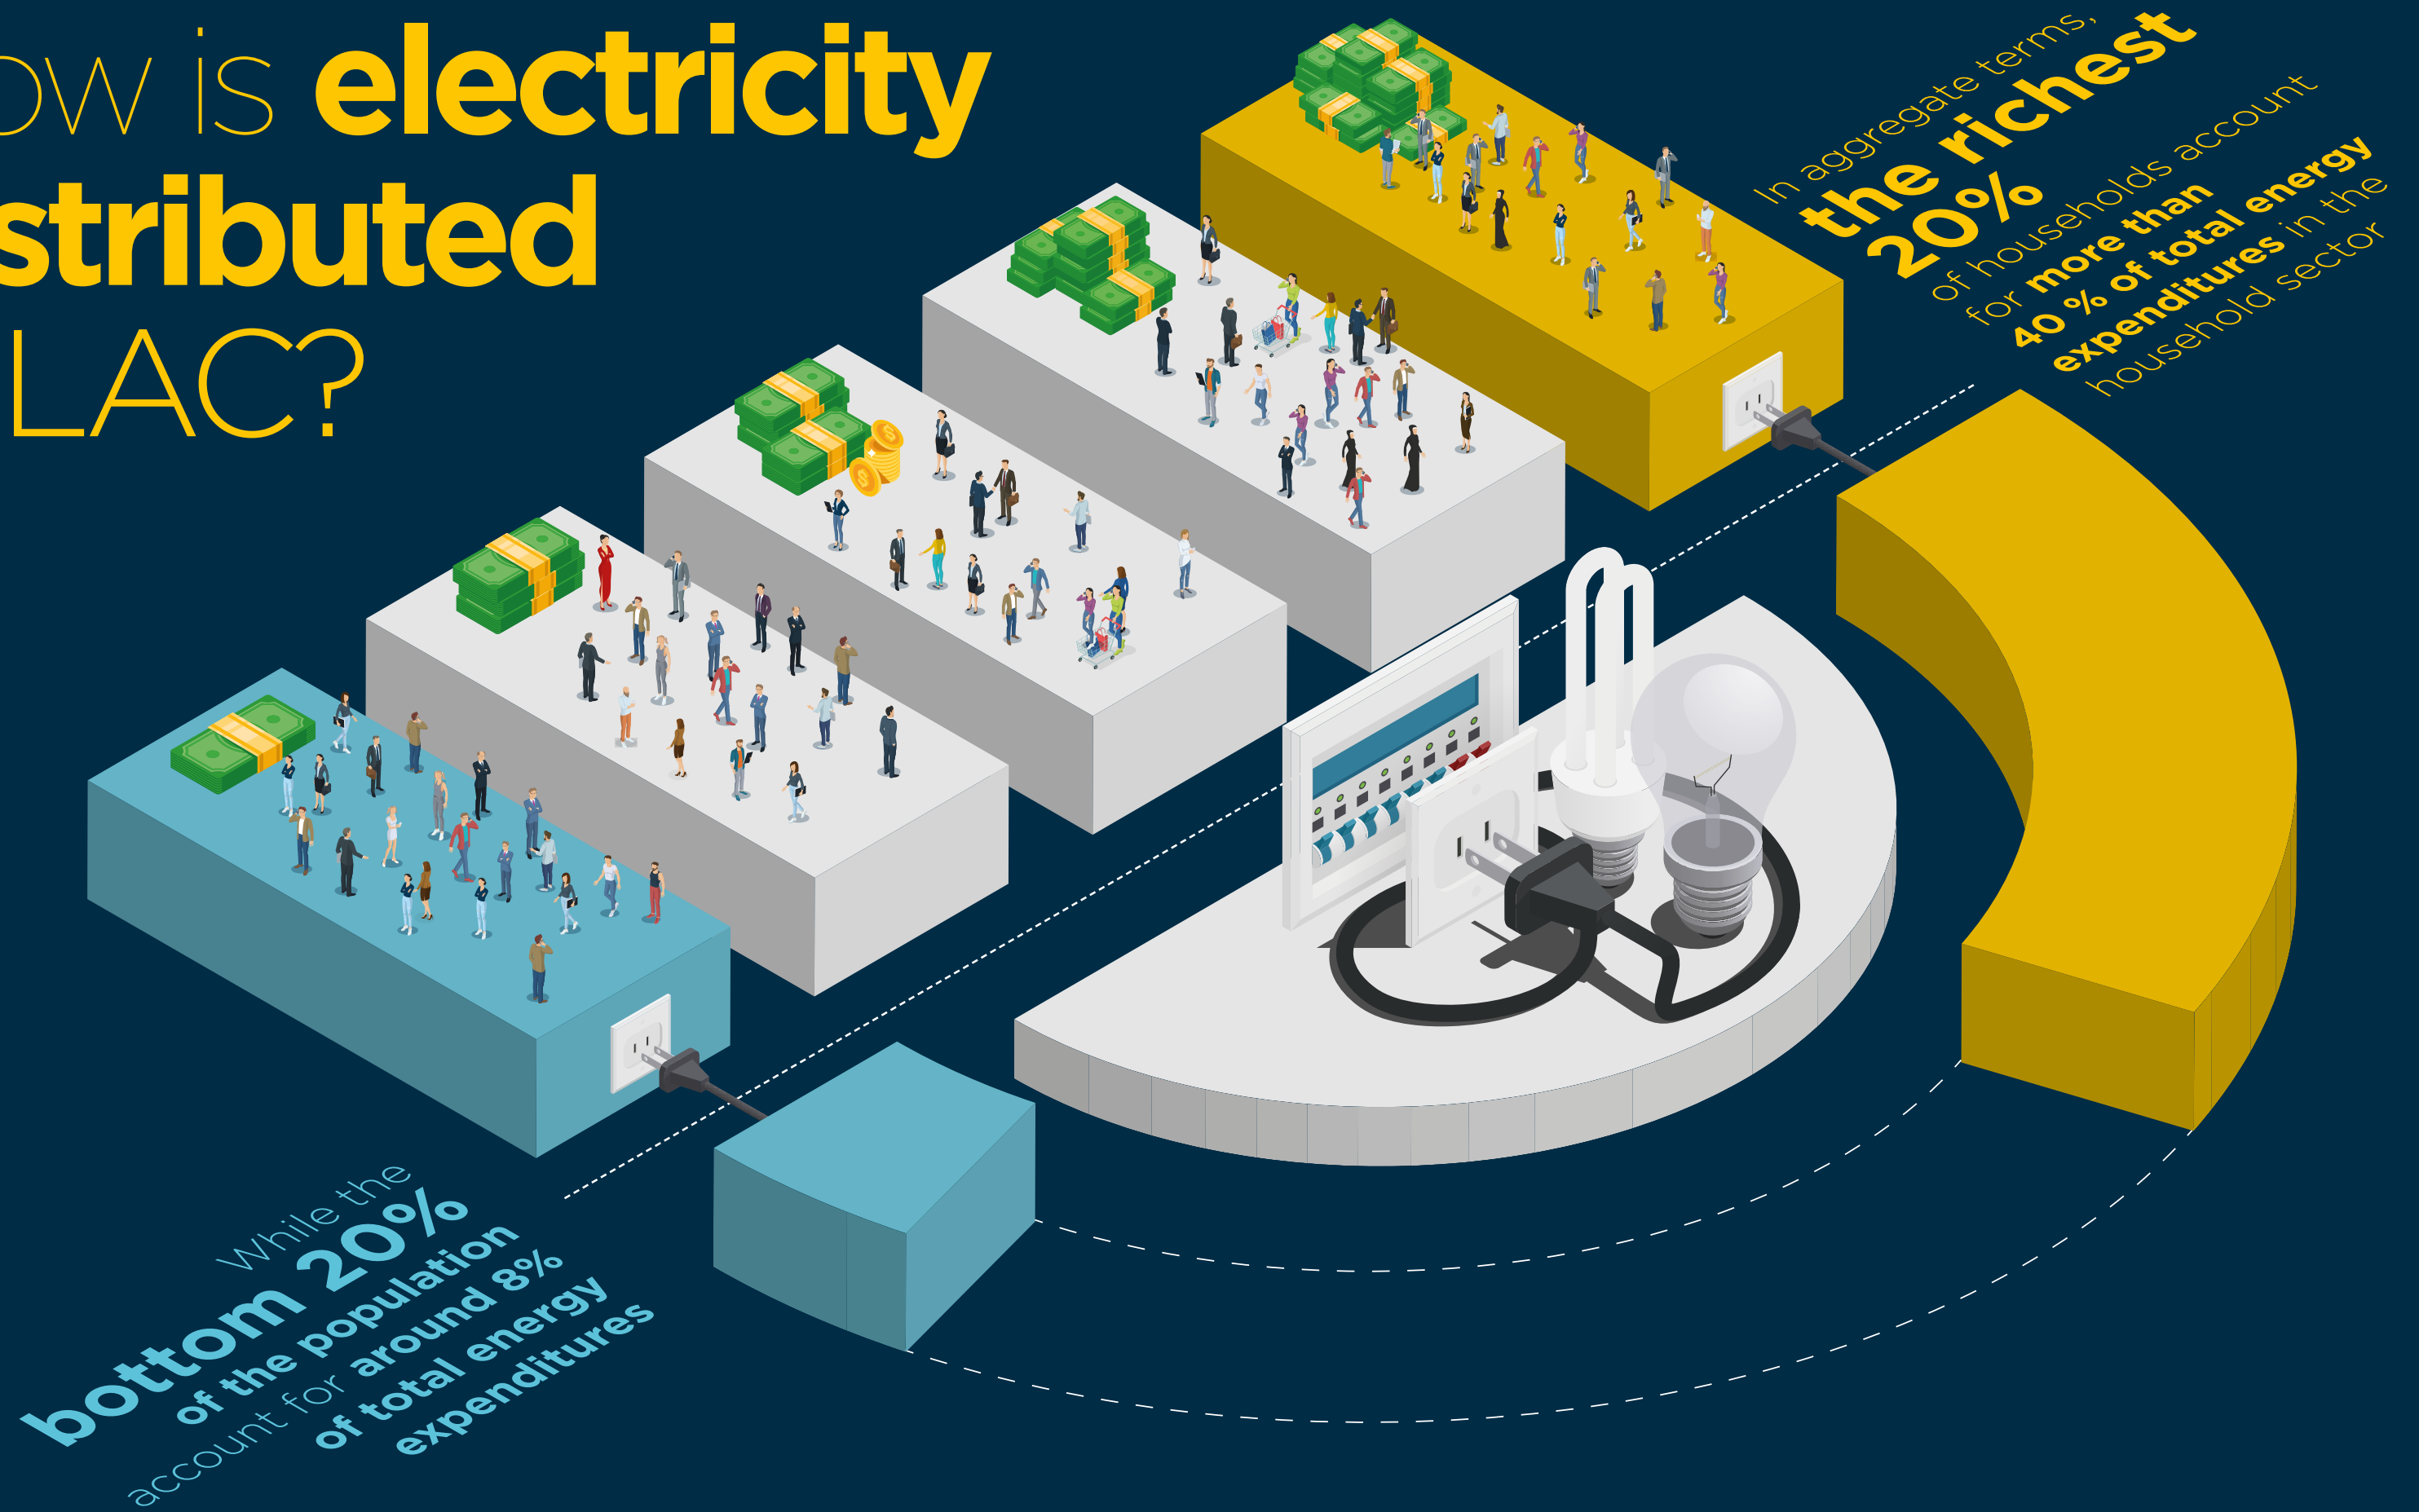 ow is electricity
stributed
LAC?
In aggregate terms,
the richest
20%
of households account
for more than
40 % of total energy
expenditures in the
household sector
While the
bottom 20%
of the population
account for around 8%
of total energy
expenditures